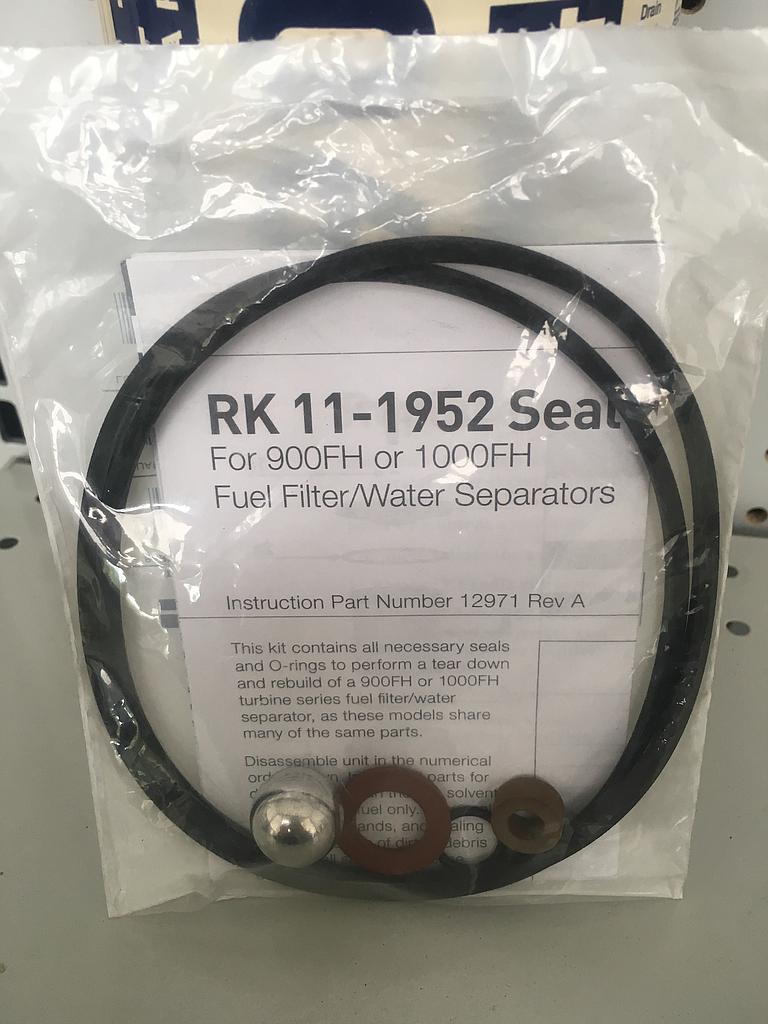 Drain
RK 11-1952 Seal
For 900FH or 1000FH
Fuel Filter/Water Separators
Instruction Part Number 12971 Rev A
This kit contains all necessary seals
and O-rings to perform a tear down
and rebuild of a 900FH or 1000FH
turbine series fuel filter/water
separator, as these models share
many of the same parts.
Disassemble unit in the numerical
parts for
solvent
fuel only.
and
of debris